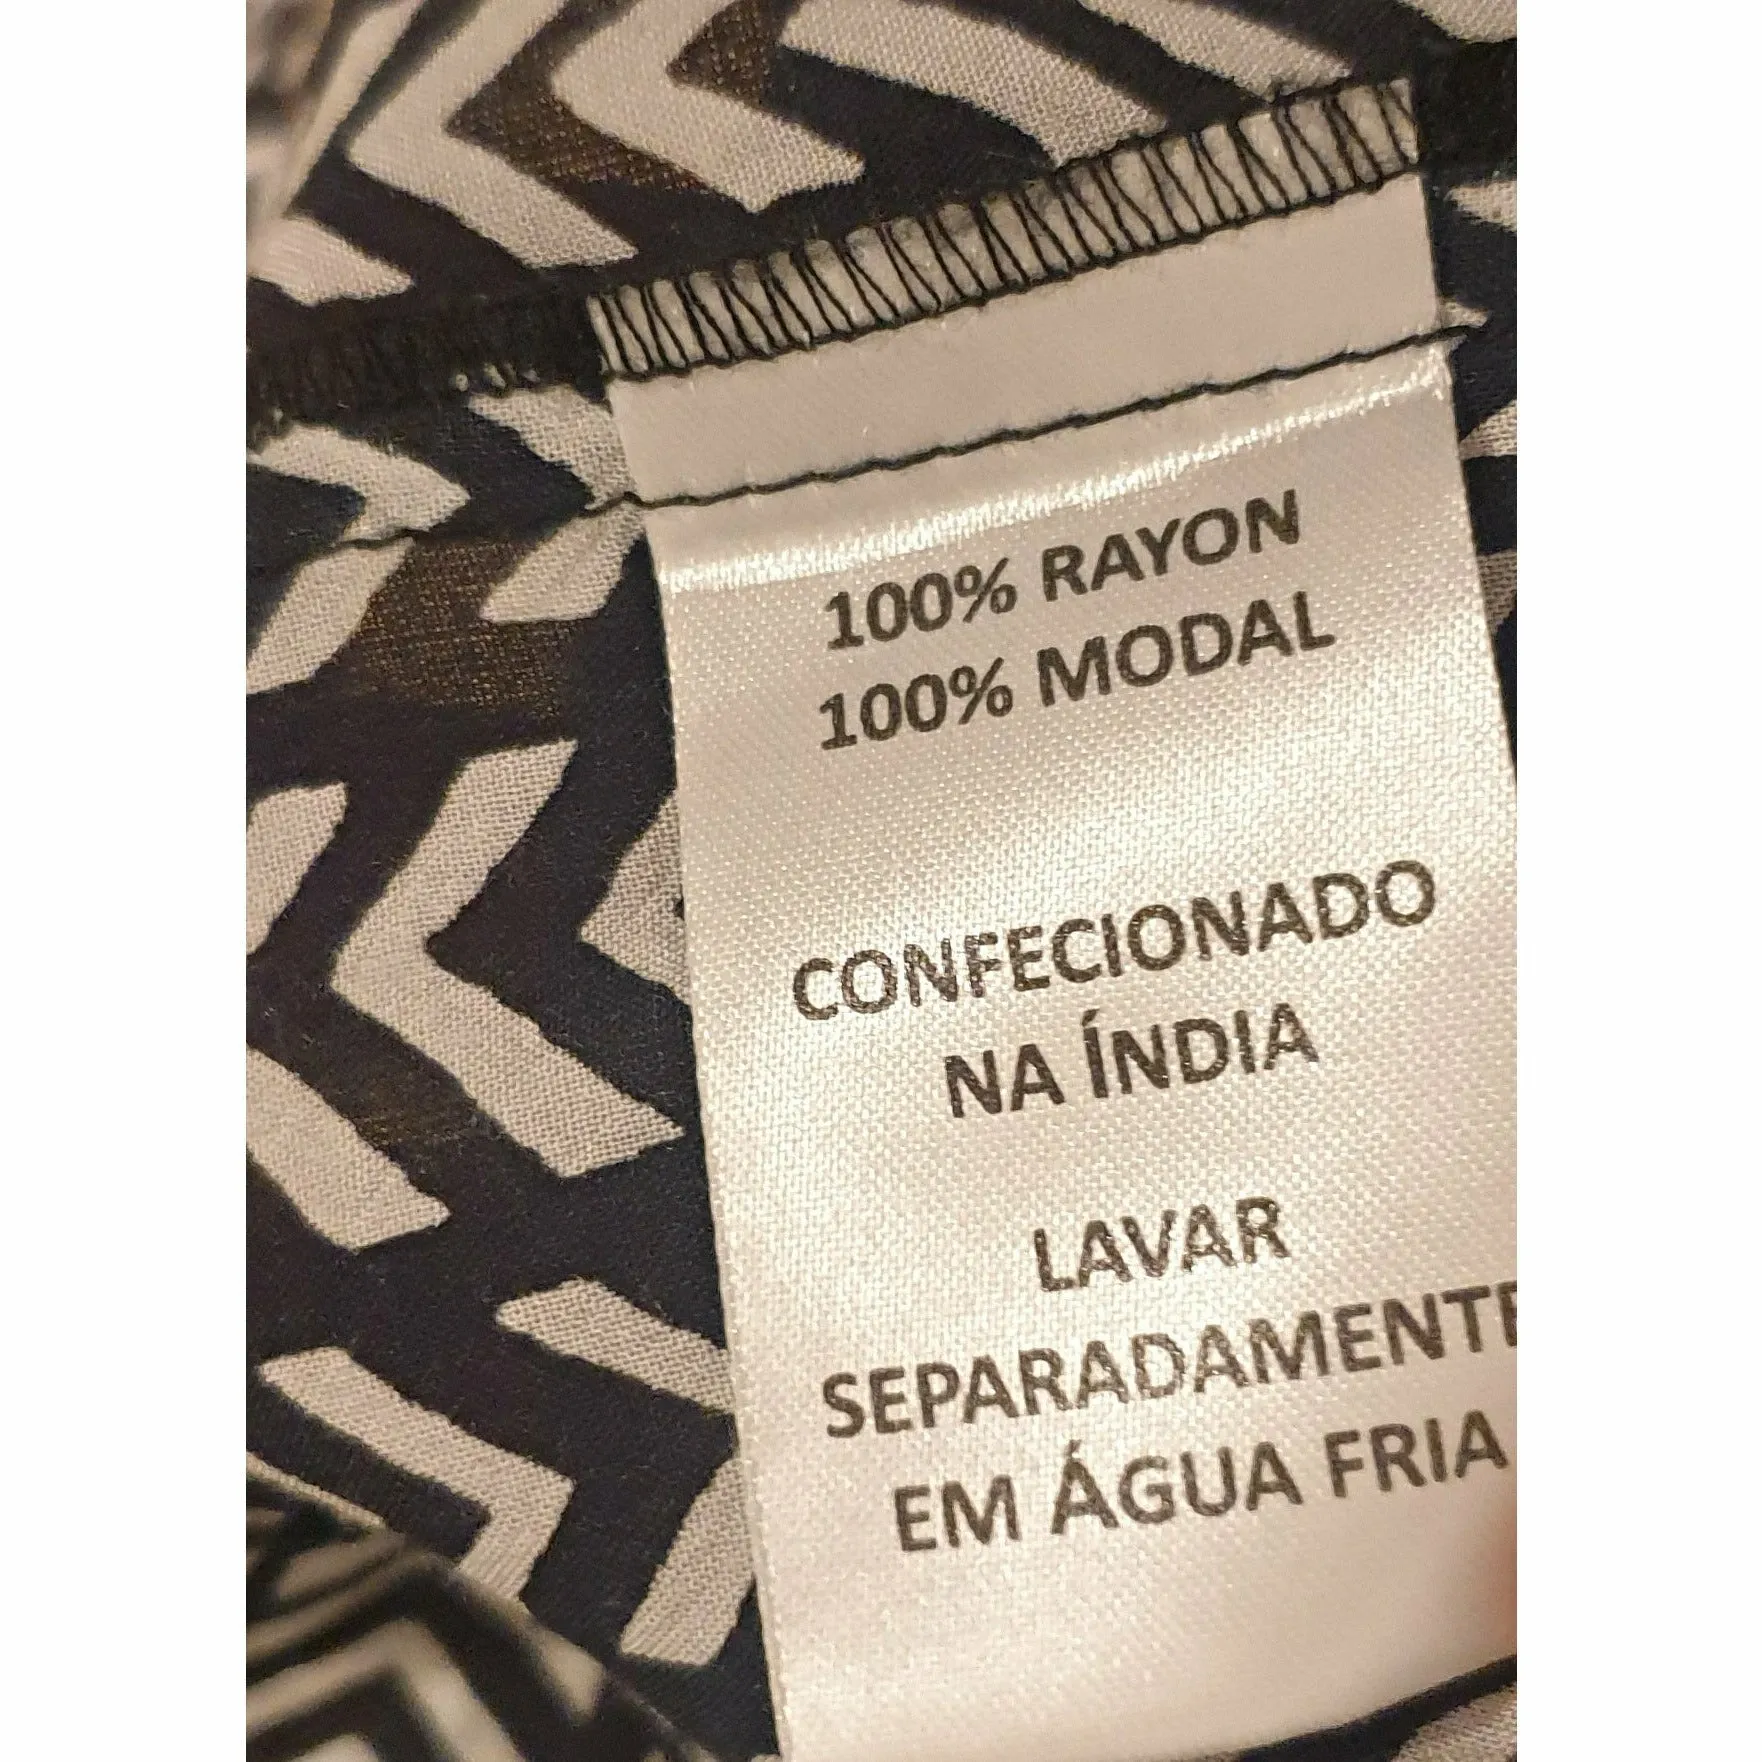 100% RAYON
100% MODAL
CONFECIONADO
NA ÍNDIA
LAVAR
SEPARADAMENTE
EM ÁGUA FRIA